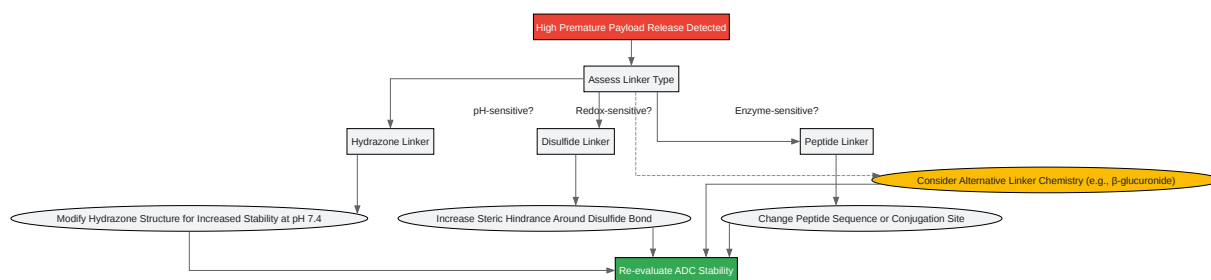 High Premature Payload Release Detected
Assess Linker Type
pH-sensitive?
Redox-sensitive?
Enzyme-sensitive?
Hydrazone Linker
Disulfide Linker
Peptide Linker
Consider Alternative Linker Chemistry (e.g., β-glucuronide)
Modify Hydrazone Structure for Increased Stability at pH 7.4
Increase Steric Hindrance Around Disulfide Bond
Change Peptide Sequence or Conjugation Site
Re-evaluate ADC Stability